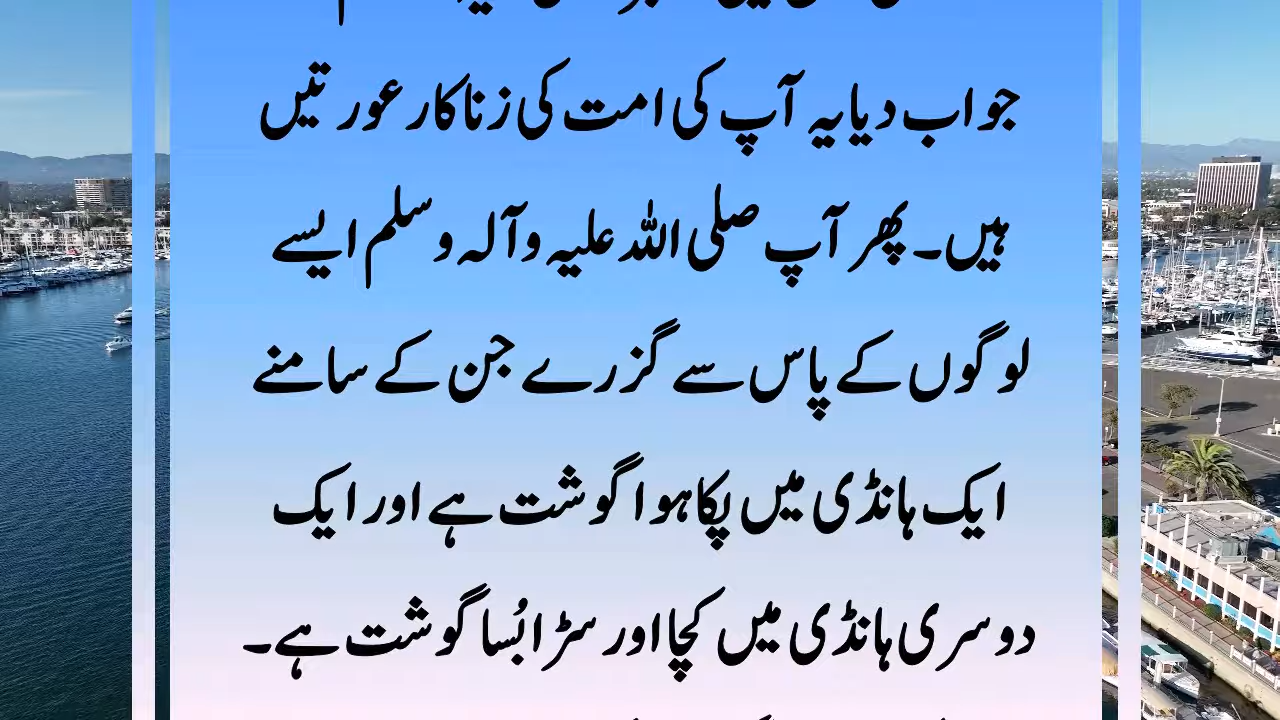 جواب دیا یہ آپ کی امت کی زنا کار عورتیں
ہیں۔ پھر آپ صلی اللہ علیہ وآلہ وسلم ایسے
لوگوں کے پاس سے گزرے جن کے سامنے
ایک ہانڈی میں پکا ہوا گوشت ہے اور ایک
دوسری ہانڈی میں کچا اور سڑا بُسا گوشت ہے۔